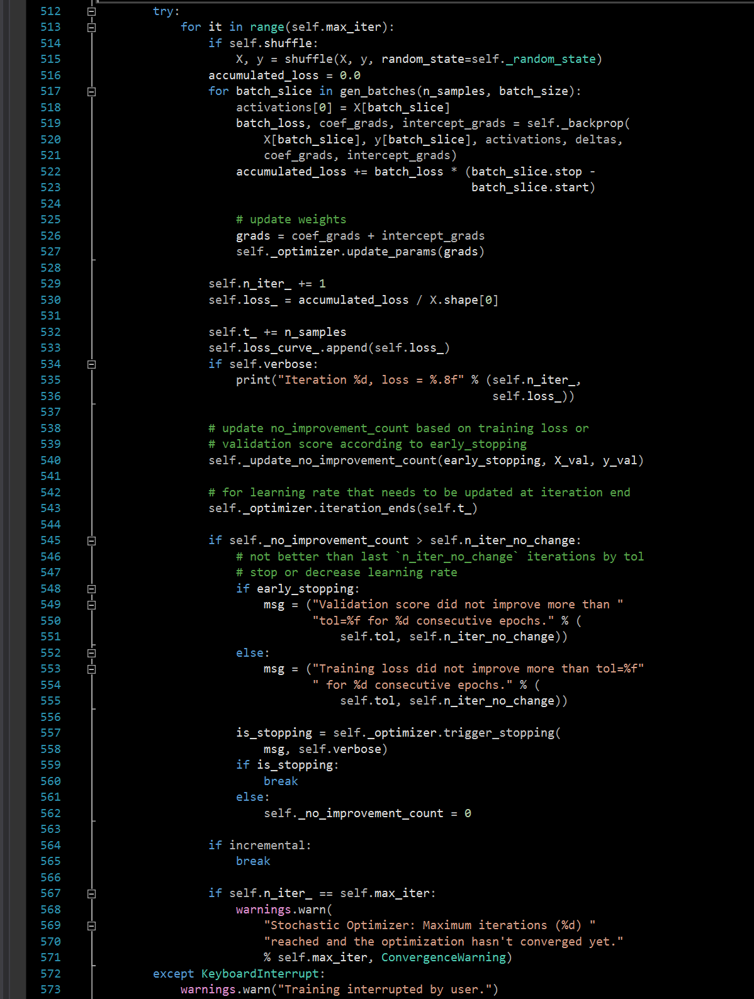 512 try:
513 for it in range(self.max_iter):
514 if self.shuffle:
515 X, y = shuffle(X, y, random_state=self._random_state)
516 accumulated_loss = 0.0
517 for batch_slice in gen_batches(n_samples, batch_size):
518 activations[0] = X[batch_slice]
519 batch_loss, coef_grads, intercept_grads = self._backprop(
520 X[batch_slice], y[batch_slice], activations, deltas,
521 coef_grads, intercept_grads)
522 accumulated_loss += batch_loss * (batch_slice.stop -
523 batch_slice.start)
524
525 # update weights
526 grads = coef_grads + intercept_grads
527 self._optimizer.update_params(grads)
528
529 self.n_iter_ += 1
530 self.loss_ = accumulated_loss / X.shape[0]
531
532 self.t_ += n_samples
533 self.loss_curve_.append(self.loss_)
534 if self.verbose:
535 print("Iteration %d, loss = %.8f" % (self.n_iter_,
536 self.loss_))
537
538 # update no_improvement_count based on training loss or
539 # validation score according to early_stopping
540 self._update_no_improvement_count(early_stopping, X_val, y_val)
541
542 # for learning rate that needs to be updated at iteration end
543 self._optimizer.iteration_ends(self.t_)
544
545 if self._no_improvement_count > self.n_iter_no_change:
546 # not better than last `n_iter_no_change` iterations by tol
547 # stop or decrease learning rate
548 if early_stopping:
549 msg = ("Validation score did not improve more than "
550 "tol=%f for %d consecutive epochs." % (
551 self.tol, self.n_iter_no_change))
552 else:
553 msg = ("Training loss did not improve more than tol=%f"
554 " for %d consecutive epochs." % (
555 self.tol, self.n_iter_no_change))
556
557 is_stopping = self._optimizer.trigger_stopping(
558 msg, self.verbose)
559 if is_stopping:
560 break
561 else:
562 self._no_improvement_count = 0
563
564 if incremental:
565 break
566
567 if self.n_iter_ == self.max_iter:
568 warnings.warn(
569 "Stochastic Optimizer: Maximum iterations (%d) "
570 "reached and the optimization hasn't converged yet."
571 % self.max_iter, ConvergenceWarning)
572 except KeyboardInterrupt:
573 warnings.warn("Training interrupted by user.")